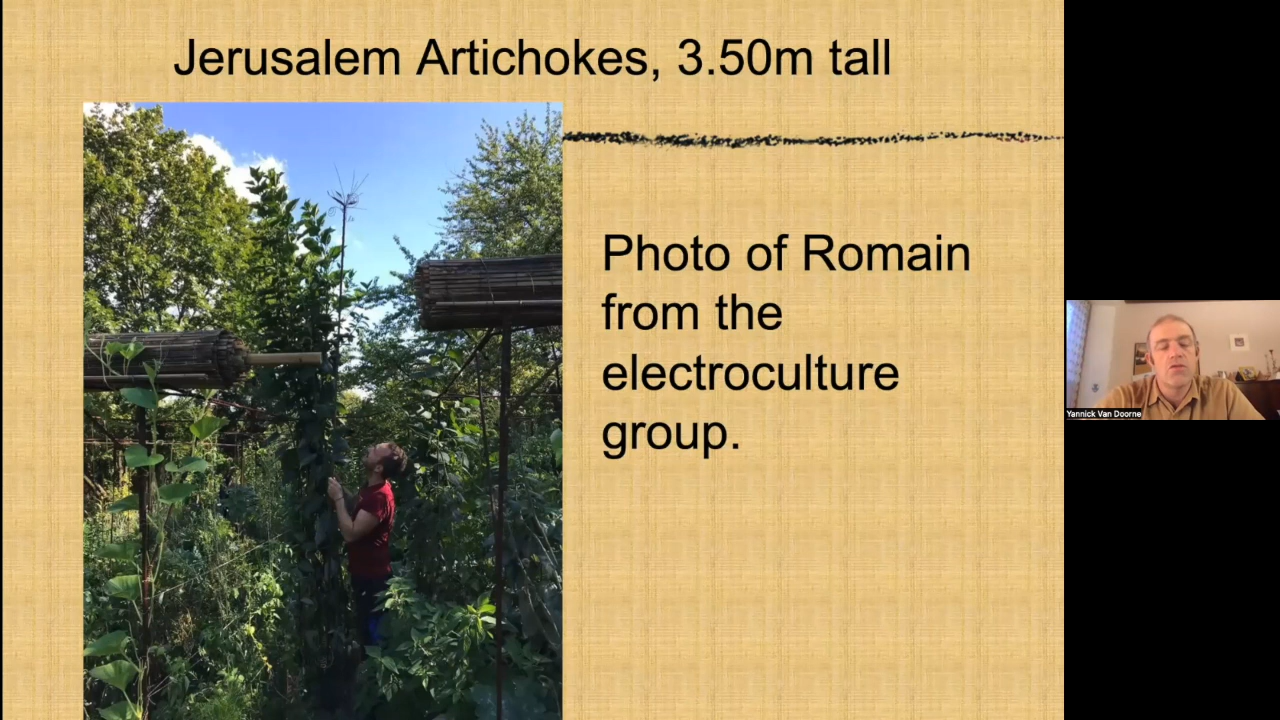 Jerusalem Artichokes, 3.50m tall
Photo of Romain
from the
electroculture
group.
Yannick Van Doorne